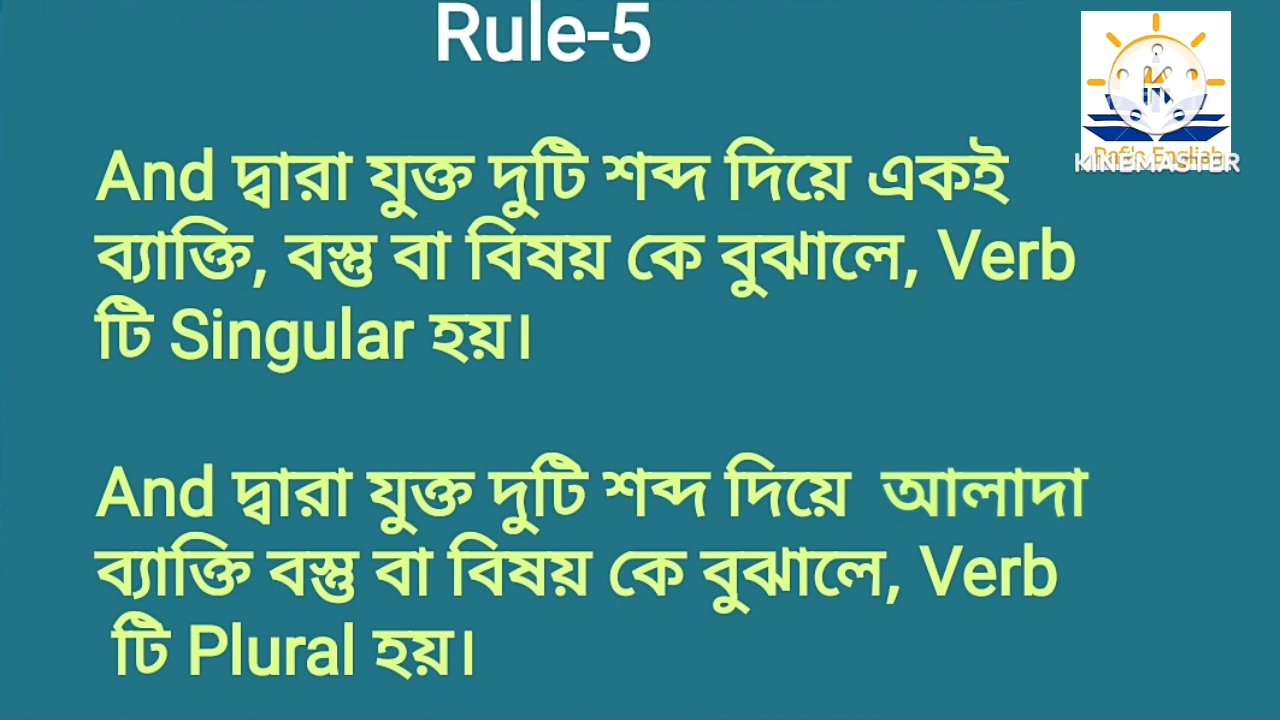 Rule-5
And দ্বারা যুক্ত দুটি শব্দ দিয়ে একই
ব্যাক্তি, বস্তু বা বিষয় কে বুঝালে, Verb
টি Singular হয়।
And দ্বারা যুক্ত দুটি শব্দ দিয়ে আলাদা
ব্যাক্তি বস্তু বা বিষয় কে বুঝালে, Verb
টি Plural হয়।
K
KINEMASTER